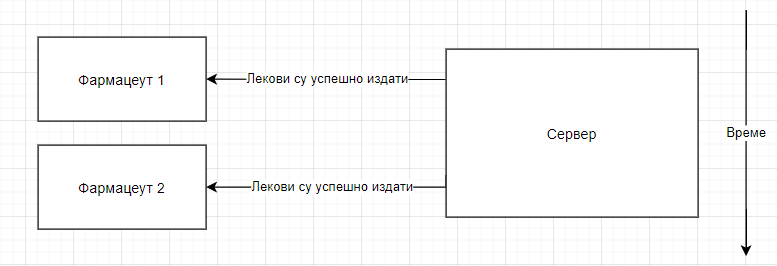 Фармацеут 1
Лекови су успешно издати
Сервер
Време
Фармацеут 2
Лекови су успешно издати